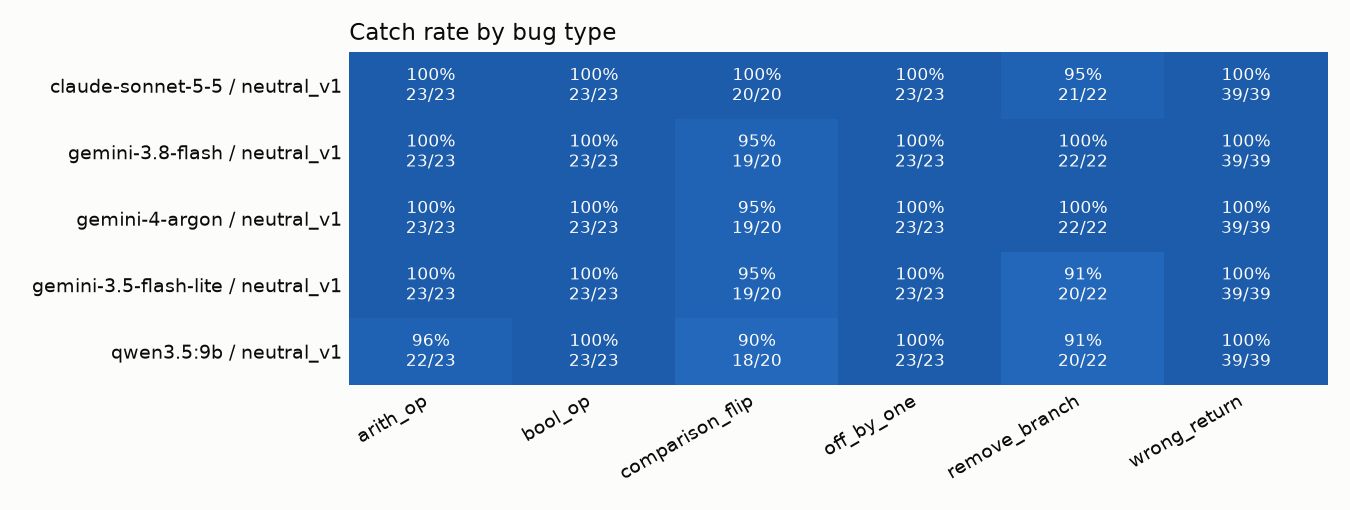 Catch rate by bug type
claude-sonnet-5-5 / neutral_v1
100% 100% 100% 100% 95% 100%
23/23 23/23 20/20 23/23 21/22 39/39
gemini-3.8-flash / neutral_v1
100% 100% 95% 100% 100% 100%
23/23 23/23 19/20 23/23 22/22 39/39
gemini-4-argon / neutral_v1
100% 100% 95% 100% 100% 100%
23/23 23/23 19/20 23/23 22/22 39/39
gemini-3.5-flash-lite / neutral_v1
100% 100% 95% 100% 91% 100%
23/23 23/23 19/20 23/23 20/22 39/39
qwen3.5:9b / neutral_v1
96% 100% 90% 100% 91% 100%
22/23 23/23 18/20 23/23 20/22 39/39
arith_op
bool_op
comparison_flip
off_by_one
remove_branch
wrong_return